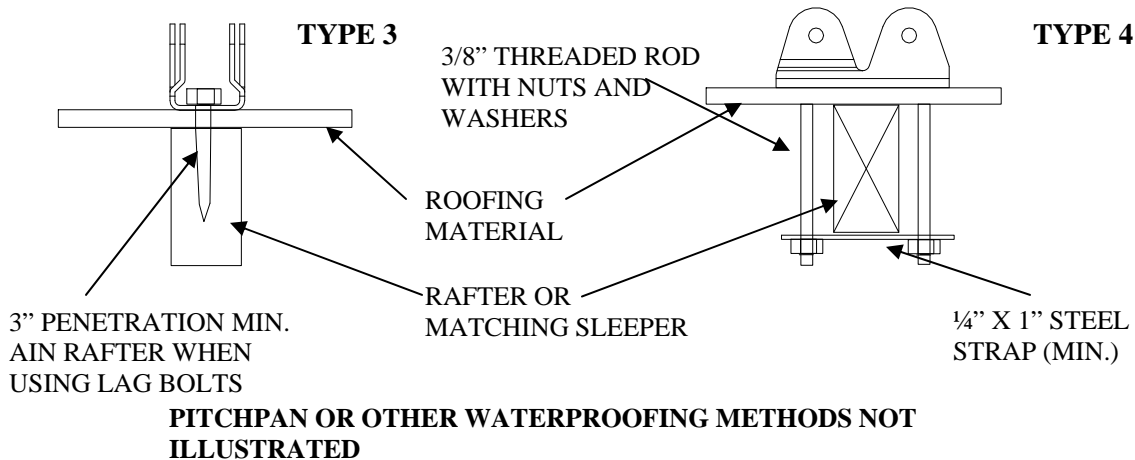 TYPE 3
TYPE 4
3/8” THREADED ROD
WITH NUTS AND
WASHERS
ROOFING
MATERIAL
RAFTER OR
MATCHING SLEEPER
3” PENETRATION MIN.
AIN RAFTER WHEN
USING LAG BOLTS
¼” X 1” STEEL
STRAP (MIN.)
PITCHPAN OR OTHER WATERPROOFING METHODS NOT
ILLUSTRATED